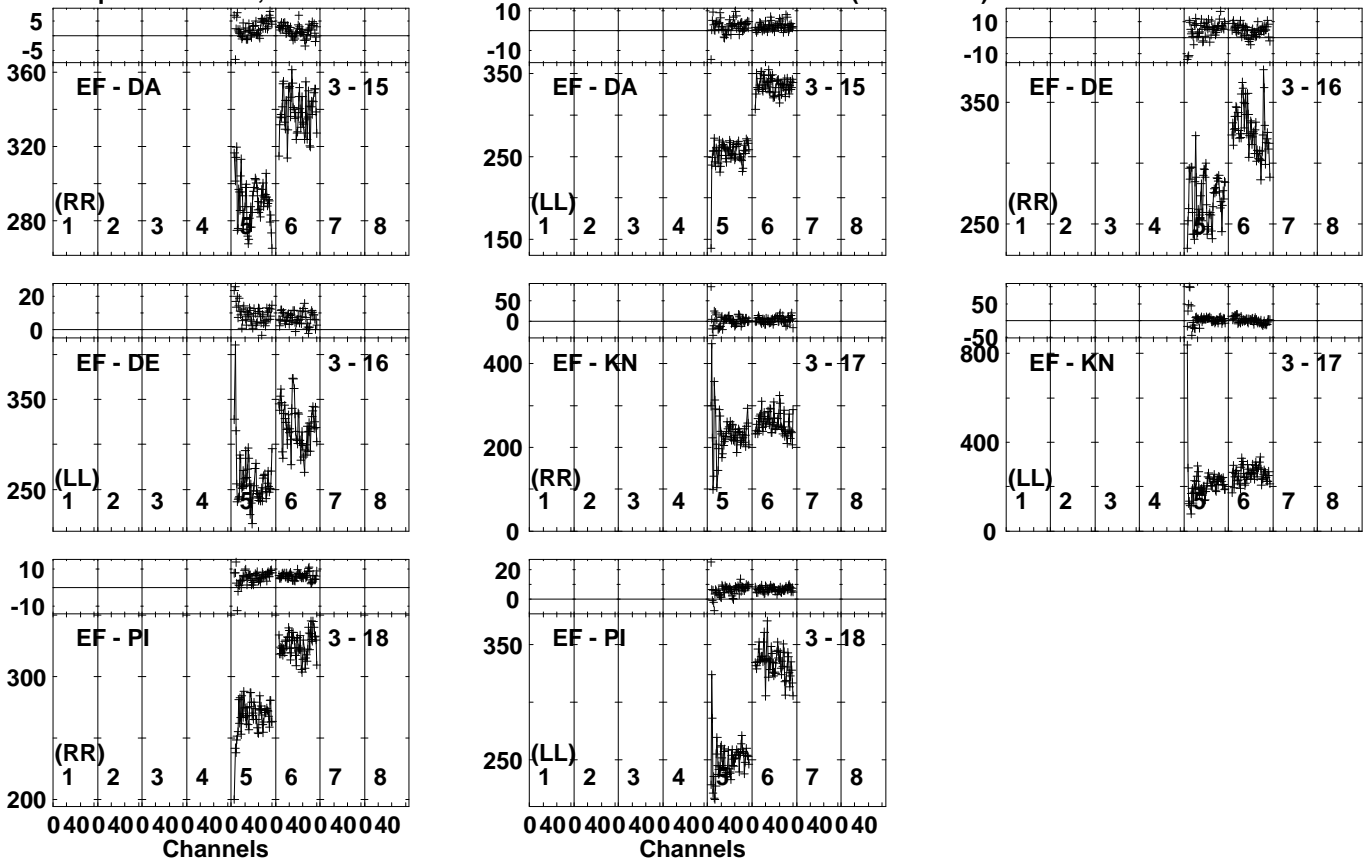 5
-5
360
320
280
EF - DA
3 - 15
(RR)
1 2 3 4 5 6 7 8
10
-10
350
250
150
EF - DA
3 - 15
(LL)
1 2 3 4 5 6 7 8
10
-10
350
250
EF - DE
3 - 16
(RR)
1 2 3 4 5 6 7 8
20
0
350
250
EF - DE
3 - 16
(LL)
1 2 3 4 5 6 7 8
50
0
400
200
0
EF - KN
3 - 17
(RR)
1 2 3 4 5 6 7 8
50
-50
800
400
0
EF - KN
3 - 17
(LL)
1 2 3 4 5 6 7 8
10
-10
300
200
EF - PI
3 - 18
(RR)
1 2 3 4 5 6 7 8
20
0
350
250
EF - PI
3 - 18
(LL)
1 2 3 4 5 6 7 8
0 40 0 40 0 40 0 40 0 40 0 40 0 40 0 40
Channels
0 40 0 40 0 40 0 40 0 40 0 40 0 40 0 40
Channels